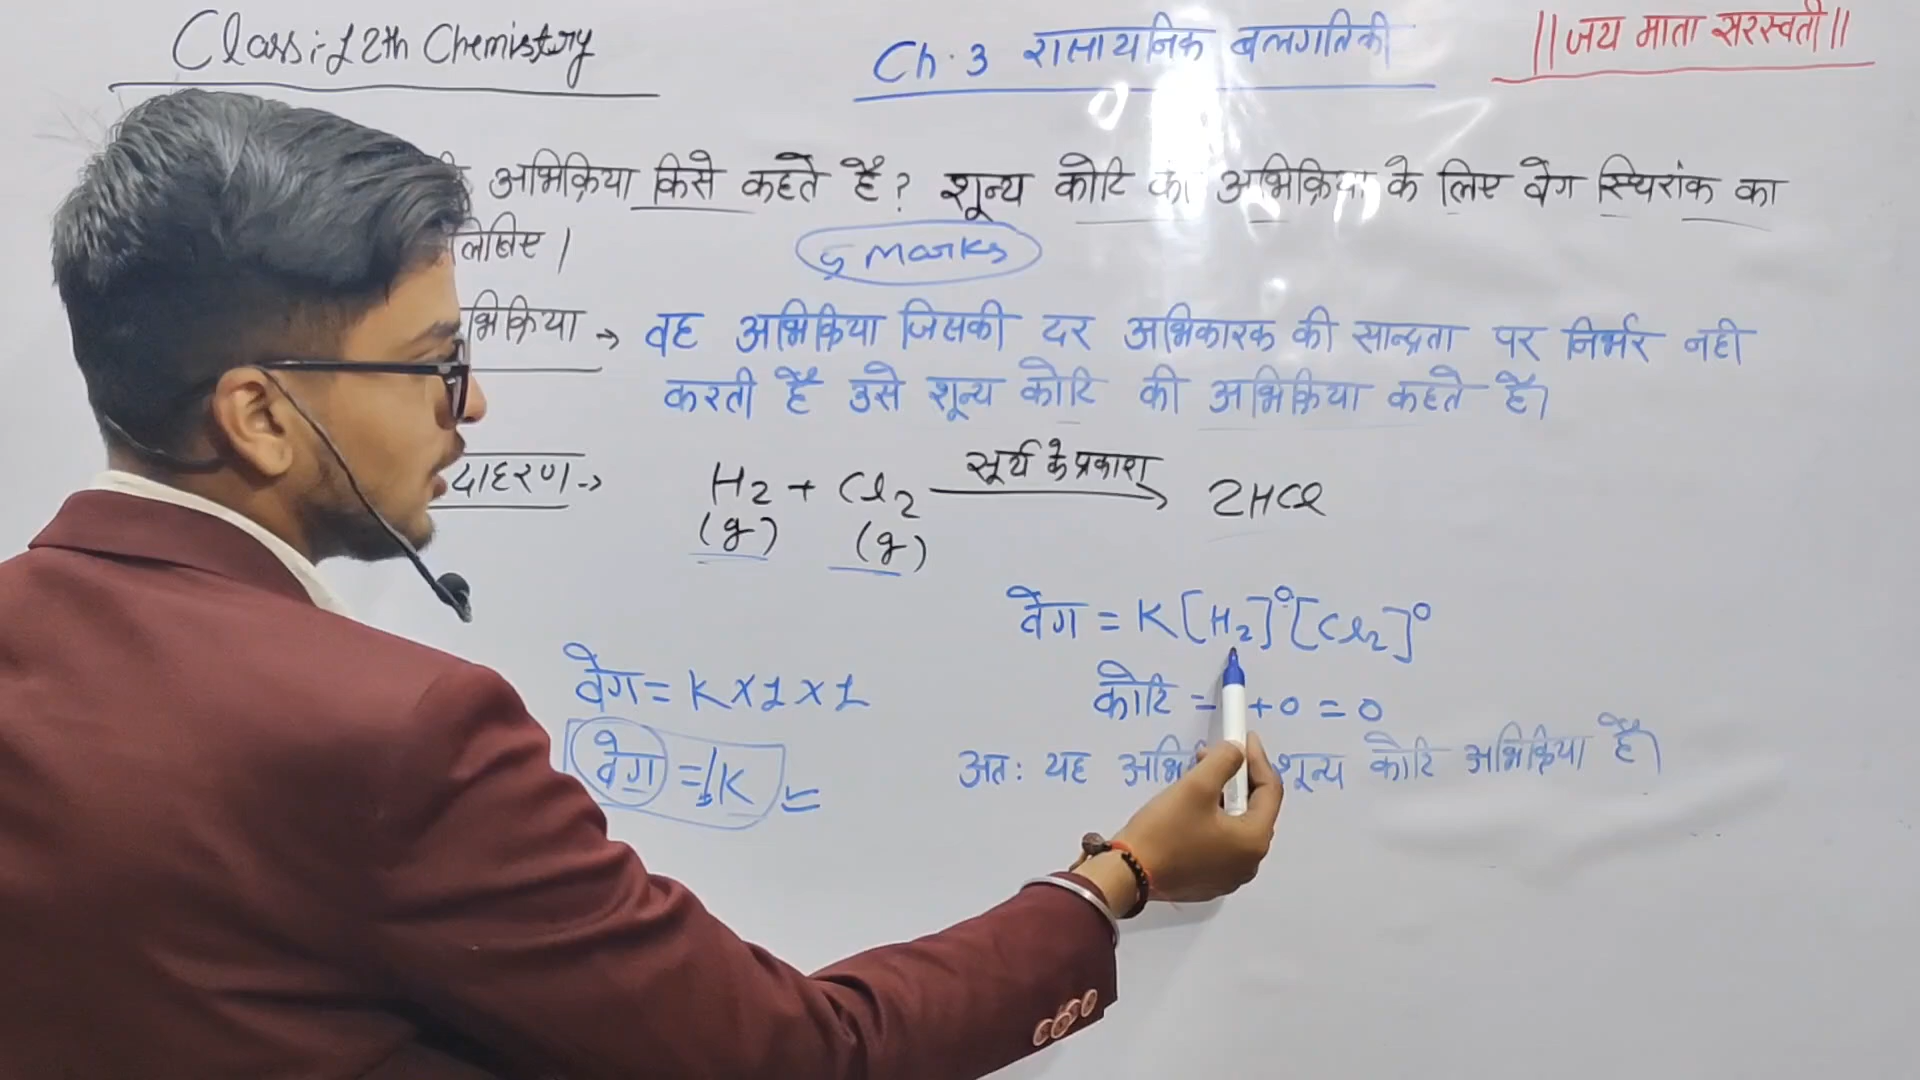 Class:-12th Chemistry
Ch.3 रासायनिक बलगतिकी
||जय माता सरस्वती||
अभिक्रिया किसे कहते है? शून्य कोटि की अभिक्रिया के लिए वेग स्थिरांक का
लिखिए।
5 Marks
भिक्रिया → वह अभिक्रिया जिसकी दर अभिकारक की सान्द्रता पर निर्भर नही
करती है उसे शून्य कोटि की अभिक्रिया कहते है।
दाहरण-> H2 + Cl2 सूर्य के प्रकाश → 2HCl
(g) (g)
वेग = K[H2]⁰[Cl2]⁰
कोटि = +0 = 0
अतः यह अभि शून्य कोटि अभिक्रिया है।
वेग = K×1×1
वेग = K